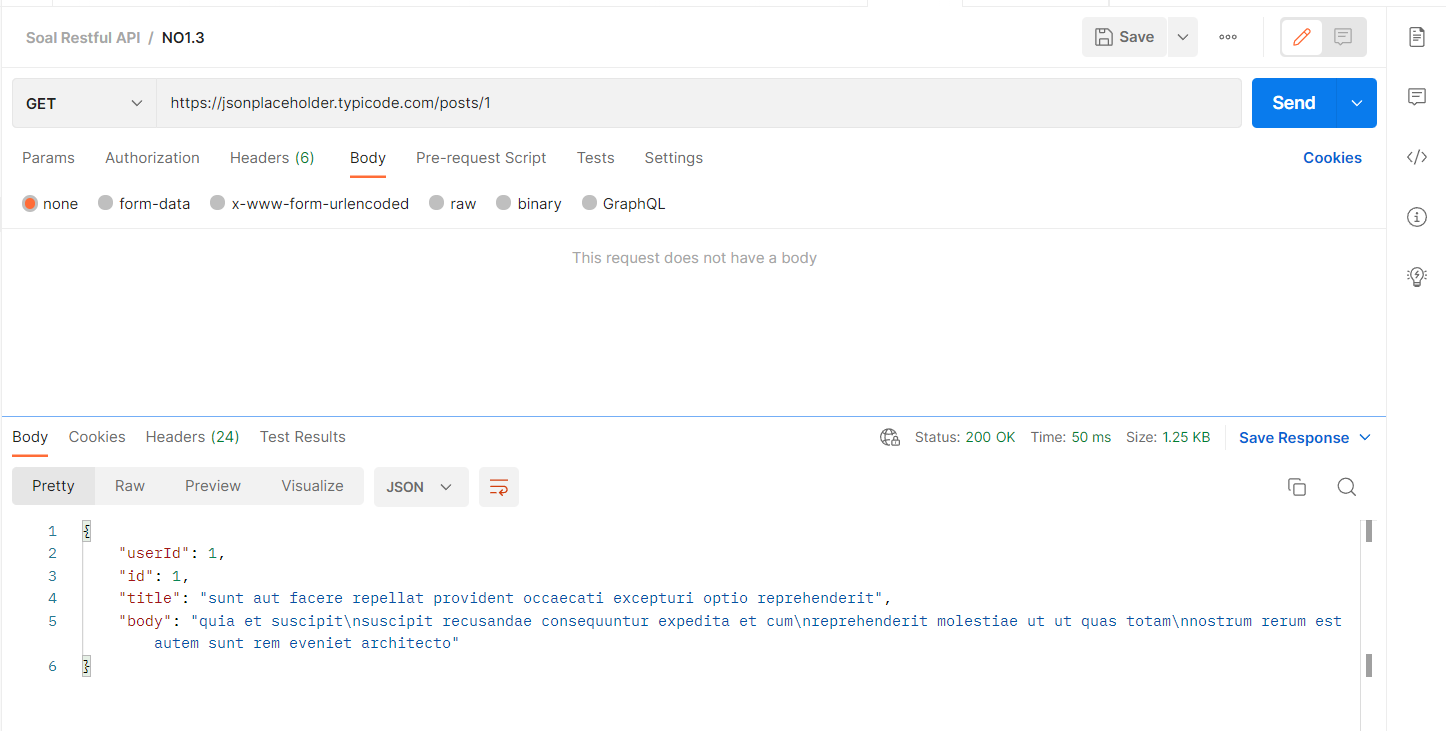 Soal Restful API / NO1.3
Save
GET
https://jsonplaceholder.typicode.com/posts/1
Send
Params Authorization Headers (6) Body Pre-request Script Tests Settings
Cookies
none form-data x-www-form-urlencoded raw binary GraphQL
This request does not have a body
Body Cookies Headers (24) Test Results
Status: 200 OK Time: 50 ms Size: 1.25 KB Save Response
Pretty Raw Preview Visualize JSON
1 {
2 "userId": 1,
3 "id": 1,
4 "title": "sunt aut facere repellat provident occaecati excepturi optio reprehenderit",
5 "body": "quia et suscipit\nsuscipit recusandae consequuntur expedita et cum\nreprehenderit molestiae ut ut quas totam\nnostrum rerum est
autem sunt rem eveniet architecto"
6 }